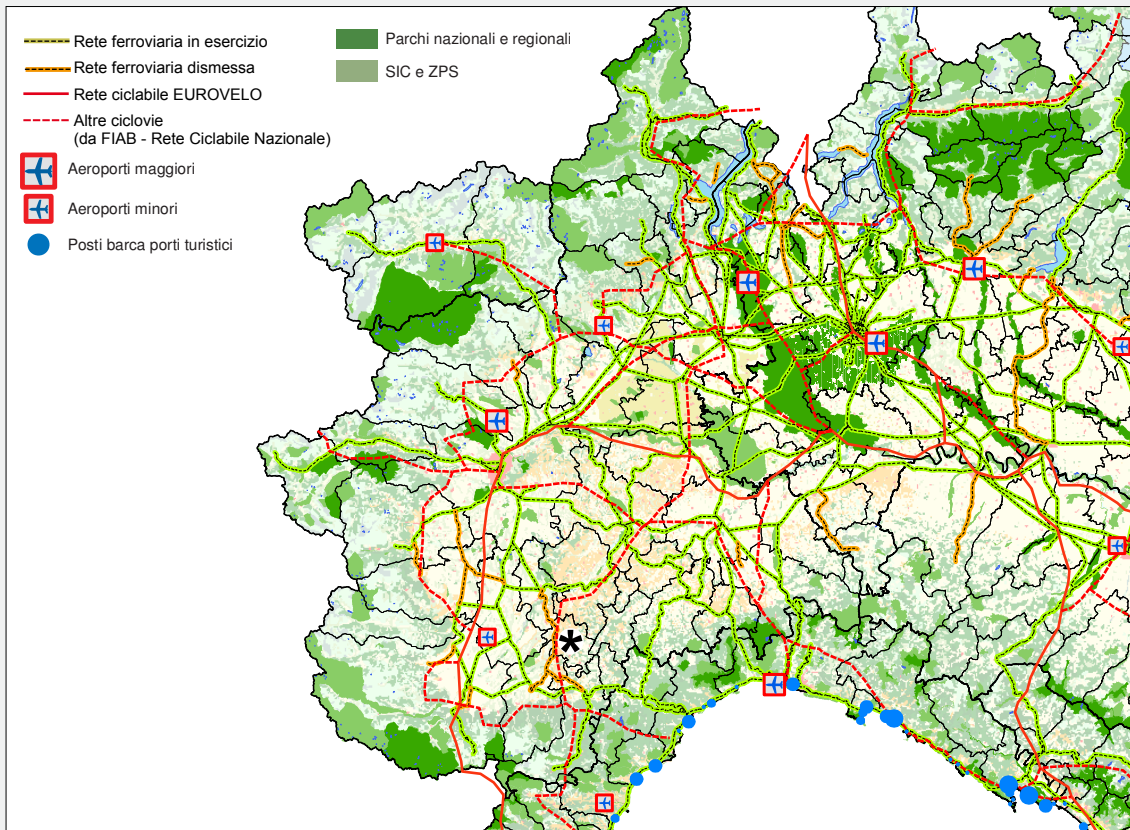 Rete ferroviaria in esercizio
Rete ferroviaria dismessa
Rete ciclabile EUROVELO
Altre ciclovie
(da FIAB - Rete Ciclabile Nazionale)
Aeroporti maggiori
Aeroporti minori
Posti barca porti turistici
Parchi nazionali e regionali
SIC e ZPS
*